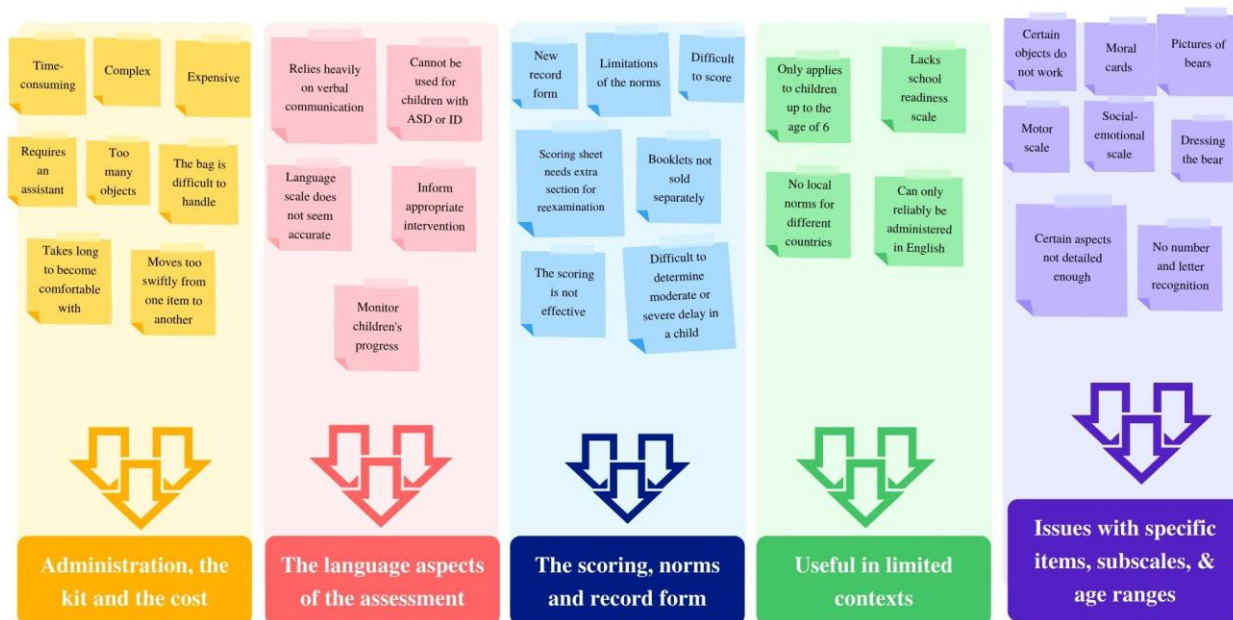 Time-
consuming
Complex
Expensive
Requires
an
assistant
Too
many
objects
The bag is
difficult to
handle
Takes long
to become
comfortable
with
Moves too
swiftly from
one item to
another
Administration, the
kit and the cost
Relies heavily
on verbal
communication
Cannot be
used for
children with
ASD or ID
Language
scale does
not seem
accurate
Inform
appropriate
intervention
Monitor
children's
progress
The language aspects
of the assessment
New
record
form
Limitations
of the norms
Difficult
to score
Scoring sheet
needs extra
section for
reexamination
Booklets not
sold
separately
The scoring
is not
effective
Difficult to
determine
moderate or
severe delay in
a child
The scoring, norms
and record form
Only applies
to children
up to the
age of 6
Lacks
school
readiness
scale
No local
norms for
different
countries
Can only
reliably be
administered
in English
Useful in limited
contexts
Certain
objects do
not work
Moral
cards
Pictures of
bears
Motor
scale
Social-
emotional
scale
Dressing
the bear
Certain aspects
not detailed
enough
No number
and letter
recognition
Issues with specific
items, subscales, &
age ranges